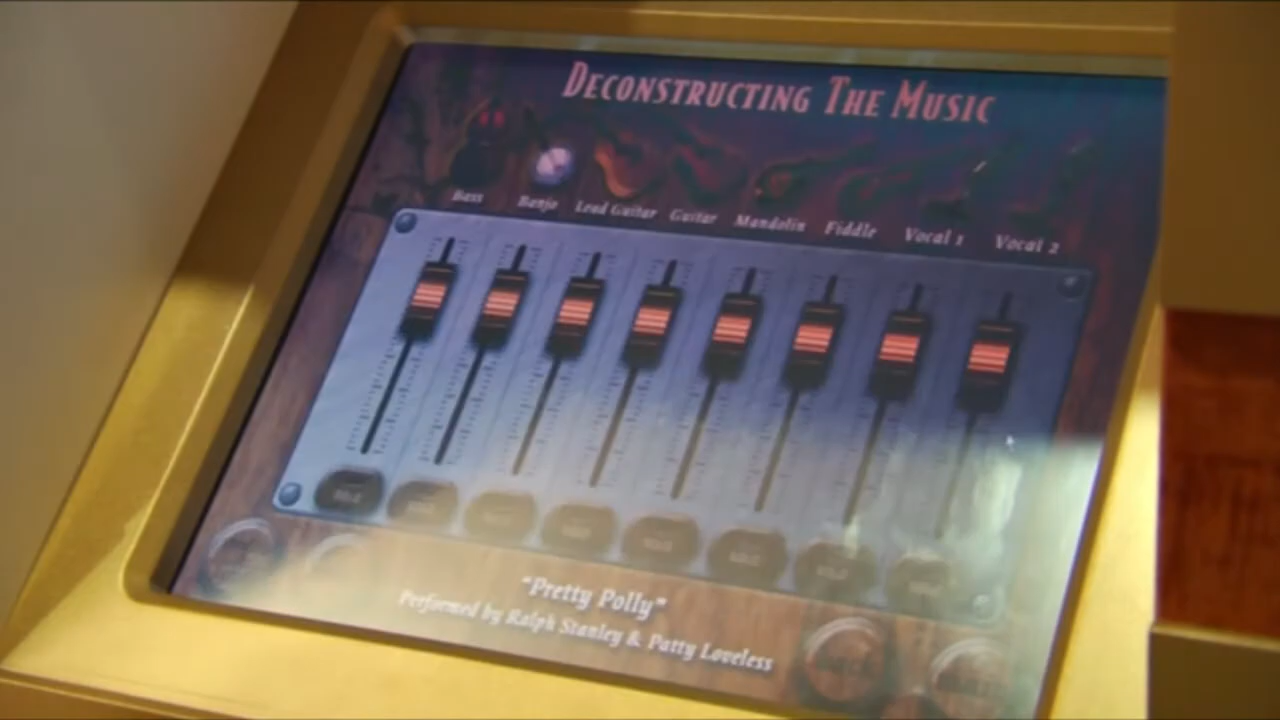 DECONSTRUCTING THE MUSIC
Bass Banjo Lead Guitar Guitar Mandolin Fiddle Vocal 1 Vocal 2
"Pretty Polly"
Performed by Ralph Stanley & Patty Loveless